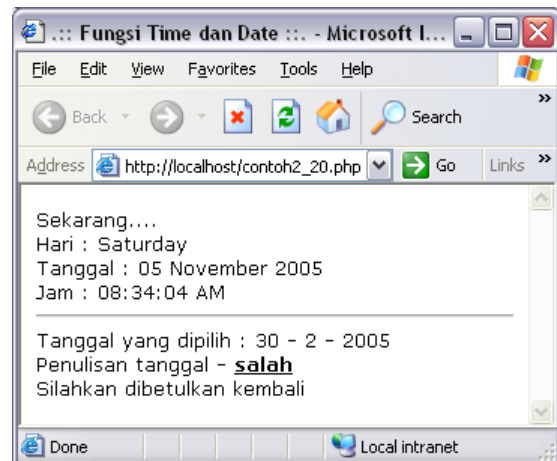 .:: Fungsi Time dan Date ::. - Microsoft I...
File Edit View Favorites Tools Help
Back Search »
Address http://localhost/contoh2_20.php Go Links »
Sekarang....
Hari : Saturday
Tanggal : 05 November 2005
Jam : 08:34:04 AM
Tanggal yang dipilih : 30 - 2 - 2005
Penulisan tanggal - salah
Silahkan dibetulkan kembali
Done Local intranet